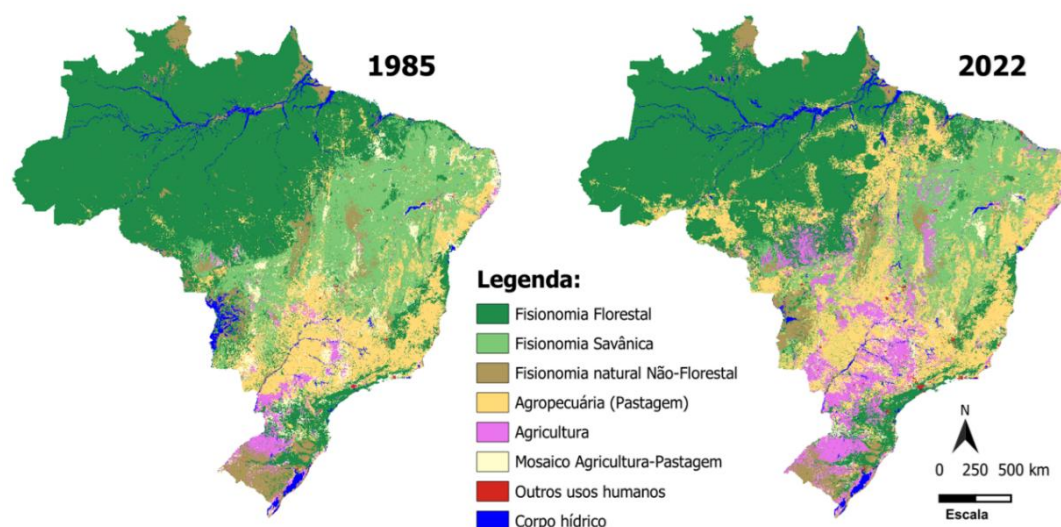 1985
2022
Legenda:
Fisionomia Florestal
Fisionomia Savânica
Fisionomia natural Não-Florestal
Agropecuária (Pastagem)
Agricultura
Mosaico Agricultura-Pastagem
Outros usos humanos
Corpo hídrico
N
0 250 500 km
Escala